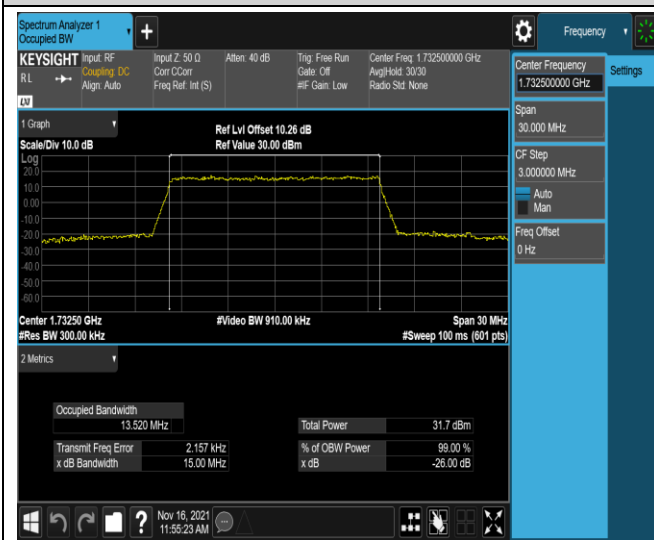 Spectrum Analyzer 1
Occupied BW
+
Frequency
KEYSIGHT
RL
Input: RF
Coupling: DC
Align: Auto
Input Z: 50 Ω
Corr CCorr
Freq Ref: Int (S)
Atten: 40 dB
Trig: Free Run
Gate: Off
#IF Gain: Low
Center Freq: 1.732500000 GHz
Avg|Hold: 30/30
Radio Std: None
LXI
Center Frequency
1.732500000 GHz
Settings
Span
30.000 MHz
CF Step
3.000000 MHz
Auto
Man
Freq Offset
0 Hz
1 Graph
Scale/Div 10.0 dB
Ref Lvl Offset 10.26 dB
Ref Value 30.00 dBm
Log
20.0
10.0
0.00
-10.0
-20.0
-30.0
-40.0
-50.0
-60.0
Center 1.73250 GHz
#Video BW 910.00 kHz
Span 30 MHz
#Res BW 300.00 kHz
#Sweep 100 ms (601 pts)
2 Metrics
Occupied Bandwidth
13.520 MHz
Total Power 31.7 dBm
Transmit Freq Error 2.157 kHz
% of OBW Power 99.00 %
x dB Bandwidth 15.00 MHz
x dB -26.00 dB
?
Nov 16, 2021
11:55:23 AM